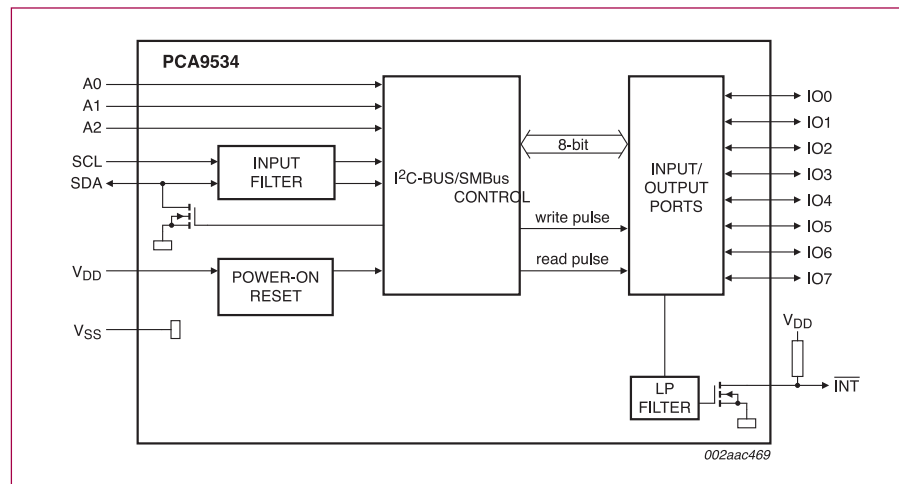 PCA9534
A0
A1
A2
SCL
SDA
INPUT
FILTER
I²C-BUS/SMBus
CONTROL
8-bit
write pulse
read pulse
INPUT/
OUTPUT
PORTS
IO0
IO1
IO2
IO3
IO4
IO5
IO6
IO7
VDD
POWER-ON
RESET
VSS
VDD
LP
FILTER
INT
002aac469